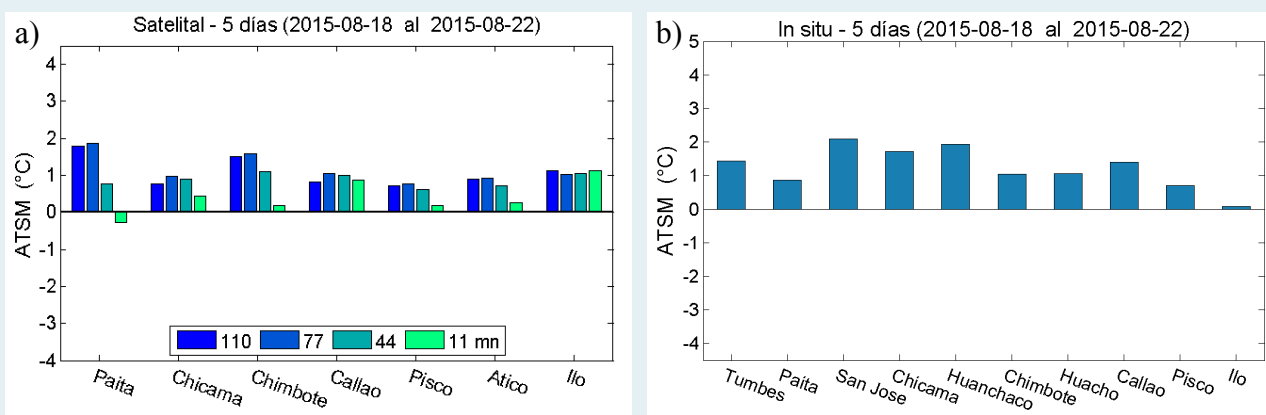 a)
Satelital - 5 días (2015-08-18 al 2015-08-22)
ATSM (°C)
4
3
2
1
0
-1
-2
-3
-4
110
77
44
11 mn
Paita
Chicama
Chimbote
Callao
Pisco
Atico
Ilo
b)
In situ - 5 días (2015-08-18 al 2015-08-22)
ATSM (°C)
5
4
3
2
1
0
-1
-2
-3
-4
Tumbes
Paita
San Jose
Chicama
Huanchaco
Chimbote
Huacho
Callao
Pisco
Ilo